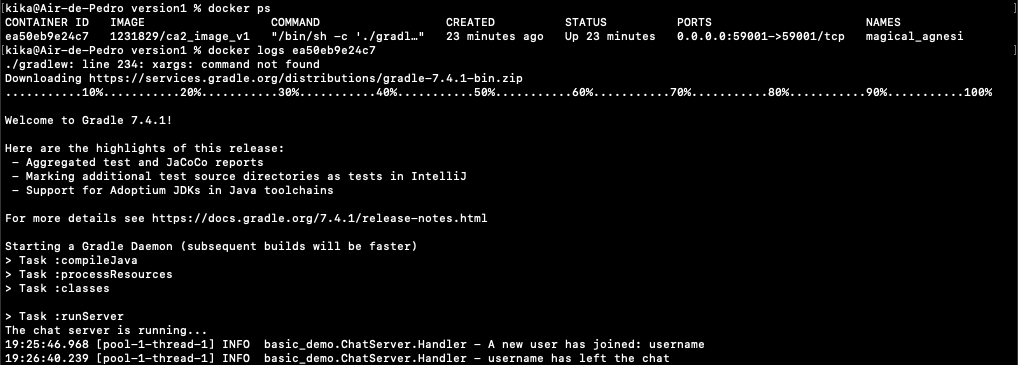 [kika@Air-de-Pedro version1 % docker ps ]
CONTAINER ID   IMAGE                COMMAND                  CREATED          STATUS          PORTS                      NAMES
ea50eb9e24c7   1231829/ca2_image_v1   "/bin/sh -c './gradl…"   23 minutes ago   Up 23 minutes   0.0.0.0:59001->59001/tcp   magical_agnesi
[kika@Air-de-Pedro version1 % docker logs ea50eb9e24c7 ]
./gradlew: line 234: xargs: command not found
Downloading https://services.gradle.org/distributions/gradle-7.4.1-bin.zip
...........10%...........20%...........30%...........40%...........50%...........60%...........70%...........80%...........90%...........100%
Welcome to Gradle 7.4.1!
Here are the highlights of this release:
- Aggregated test and JaCoCo reports
- Marking additional test source directories as tests in IntelliJ
- Support for Adoptium JDKs in Java toolchains
For more details see https://docs.gradle.org/7.4.1/release-notes.html
Starting a Gradle Daemon (subsequent builds will be faster)
> Task :compileJava
> Task :processResources
> Task :classes
> Task :runServer
The chat server is running...
19:25:46.968 [pool-1-thread-1] INFO  basic_demo.ChatServer.Handler - A new user has joined: username
19:26:40.239 [pool-1-thread-1] INFO  basic_demo.ChatServer.Handler - username has left the chat